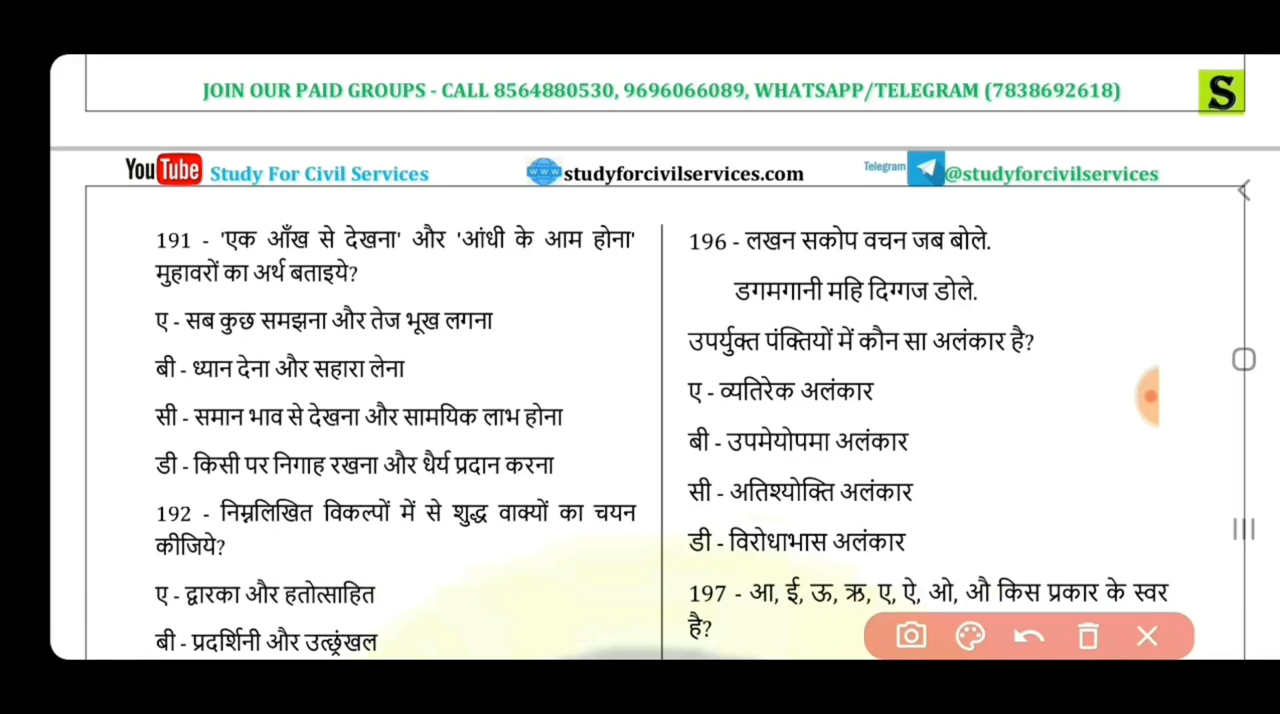 JOIN OUR PAID GROUPS - CALL 8564880530, 9696066089, WHATSAPP/TELEGRAM (7838692618)
S
YouTube Study For Civil Services
www studyforcivilservices.com
Telegram @studyforcivilservices
191 - 'एक आँख से देखना' और 'आंधी के आम होना'
मुहावरों का अर्थ बताइये?
ए - सब कुछ समझना और तेज भूख लगना
बी - ध्यान देना और सहारा लेना
सी - समान भाव से देखना और सामयिक लाभ होना
डी - किसी पर निगाह रखना और धैर्य प्रदान करना
192 - निम्नलिखित विकल्पों में से शुद्ध वाक्यों का चयन
कीजिये?
ए - द्वारका और हतोत्साहित
बी - प्रदर्शिनी और उत्छृंखल
196 - लखन सकोप वचन जब बोले.
डगमगानी महि दिग्गज डोले.
उपर्युक्त पंक्तियों में कौन सा अलंकार है?
ए - व्यतिरेक अलंकार
बी - उपमेयोपमा अलंकार
सी - अतिश्योक्ति अलंकार
डी - विरोधाभास अलंकार
197 - आ, ई, ऊ, ऋ, ए, ऐ, ओ, औ किस प्रकार के स्वर
है?